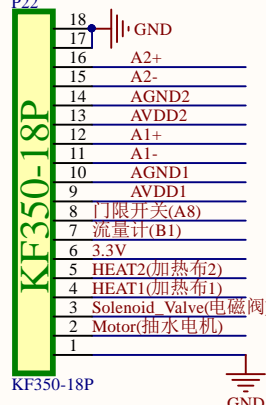 P22
KF350-18P
18
17
GND
16 A2+
15 A2-
14 AGND2
13 AVDD2
12 A1+
11 A1-
10 AGND1
9 AVDD1
8 门限开关(A8)
7 流量计(B1)
6 3.3V
5 HEAT2(加热布2)
4 HEAT1(加热布1)
3 Solenoid_Valve(电磁阀
2 Motor(抽水电机)
1
KF350-18P
GND